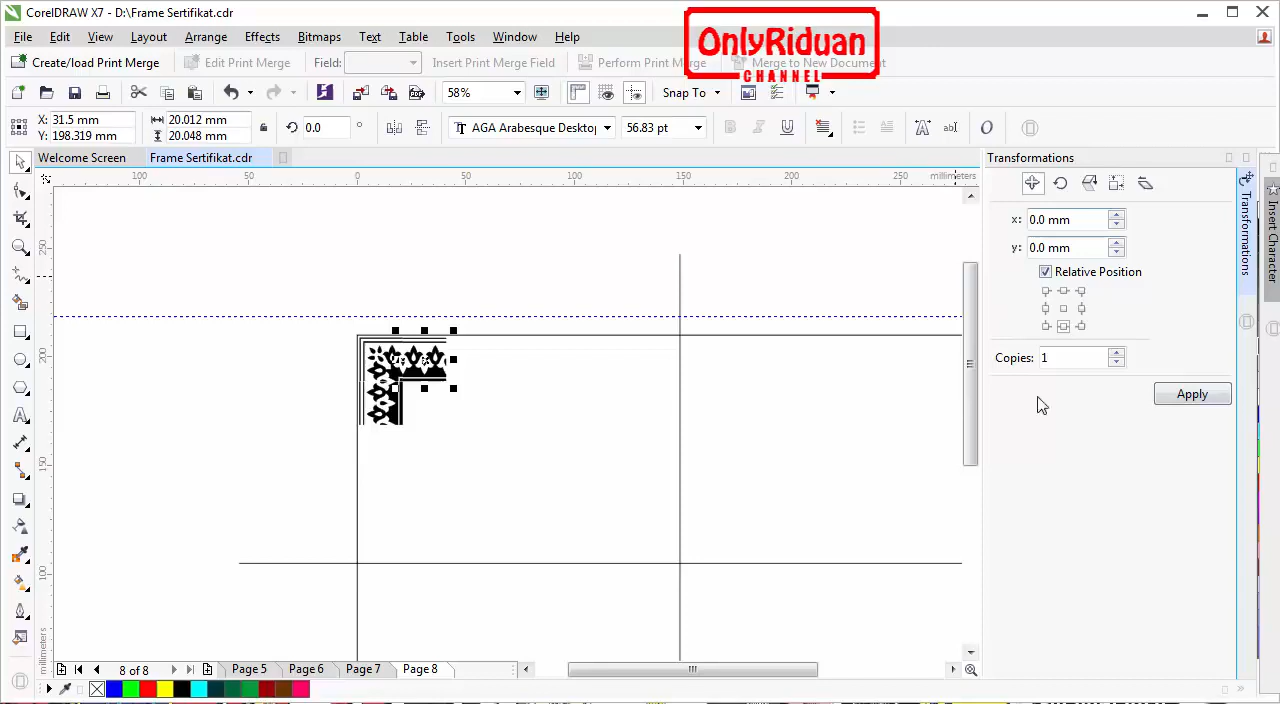 CorelDRAW X7 - D:\Frame Sertifikat.cdr
File Edit View Layout Arrange Effects Bitmaps Text Table Tools Window Help
OnlyRiduan
CHANNEL
Create/load Print Merge Edit Print Merge Field: Insert Print Merge Field Perform Print Merge Merge to New Document
58% Snap To
X: 31.5 mm 20.012 mm
Y: 198.319 mm 20.048 mm
0.0 ° AGA Arabesque Deskto 56.83 pt
Welcome Screen Frame Sertifikat.cdr
100 50 0 50 100 150 200 250 millimeters
250
200
150
100
millimeters
Transformations
x: 0.0 mm
y: 0.0 mm
Relative Position
Copies: 1
Apply
Transformations
Insert Character
8 of 8 Page 5 Page 6 Page 7 Page 8